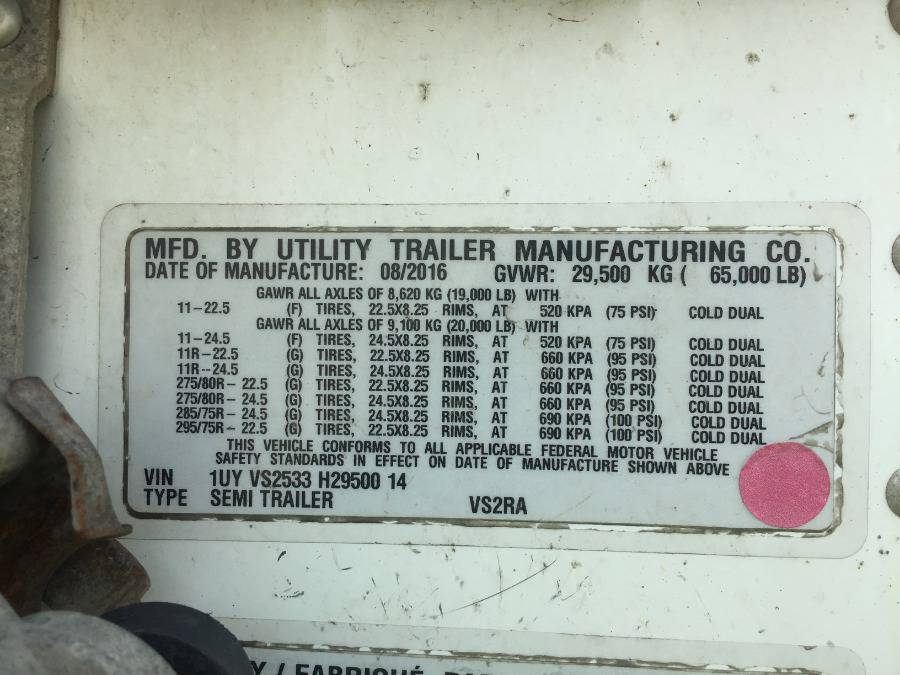 MFD. BY UTILITY TRAILER MANUFACTURING CO.
DATE OF MANUFACTURE: 08/2016 GVWR: 29,500 KG ( 65,000 LB)
GAWR ALL AXLES OF 8,620 KG (19,000 LB) WITH
11-22.5 (F) TIRES, 22.5X8.25 RIMS, AT 520 KPA (75 PSI) COLD DUAL
GAWR ALL AXLES OF 9,100 KG (20,000 LB) WITH
11-24.5 (F) TIRES, 24.5X8.25 RIMS, AT 520 KPA (75 PSI) COLD DUAL
11R-22.5 (G) TIRES, 22.5X8.25 RIMS, AT 660 KPA (95 PSI) COLD DUAL
11R-24.5 (G) TIRES, 24.5X8.25 RIMS, AT 660 KPA (95 PSI) COLD DUAL
275/80R- 22.5 (G) TIRES, 22.5X8.25 RIMS, AT 660 KPA (95 PSI) COLD DUAL
275/80R- 24.5 (G) TIRES, 24.5X8.25 RIMS, AT 660 KPA (95 PSI) COLD DUAL
285/75R- 24.5 (G) TIRES, 24.5X8.25 RIMS, AT 690 KPA (100 PSI) COLD DUAL
295/75R- 22.5 (G) TIRES, 22.5X8.25 RIMS, AT 690 KPA (100 PSI) COLD DUAL
THIS VEHICLE CONFORMS TO ALL APPLICABLE FEDERAL MOTOR VEHICLE
SAFETY STANDARDS IN EFFECT ON DATE OF MANUFACTURE SHOWN ABOVE
VIN 1UY VS2533 H29500 14
TYPE SEMI TRAILER VS2RA
Y / FABRIQUÉ PAR